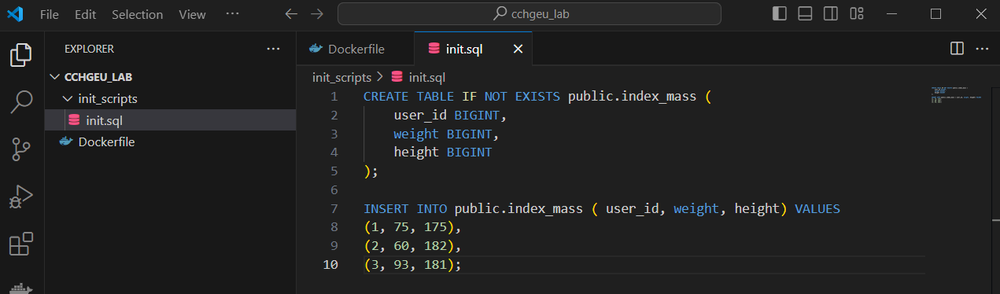 File Edit Selection View ··· cchgeu_lab
EXPLORER ···
CCHGEU_LAB
init_scripts
init.sql
Dockerfile
Dockerfile init.sql
init_scripts > init.sql
1 CREATE TABLE IF NOT EXISTS public.index_mass (
2 user_id BIGINT,
3 weight BIGINT,
4 height BIGINT
5 );
6
7 INSERT INTO public.index_mass ( user_id, weight, height) VALUES
8 (1, 75, 175),
9 (2, 60, 182),
10 (3, 93, 181);